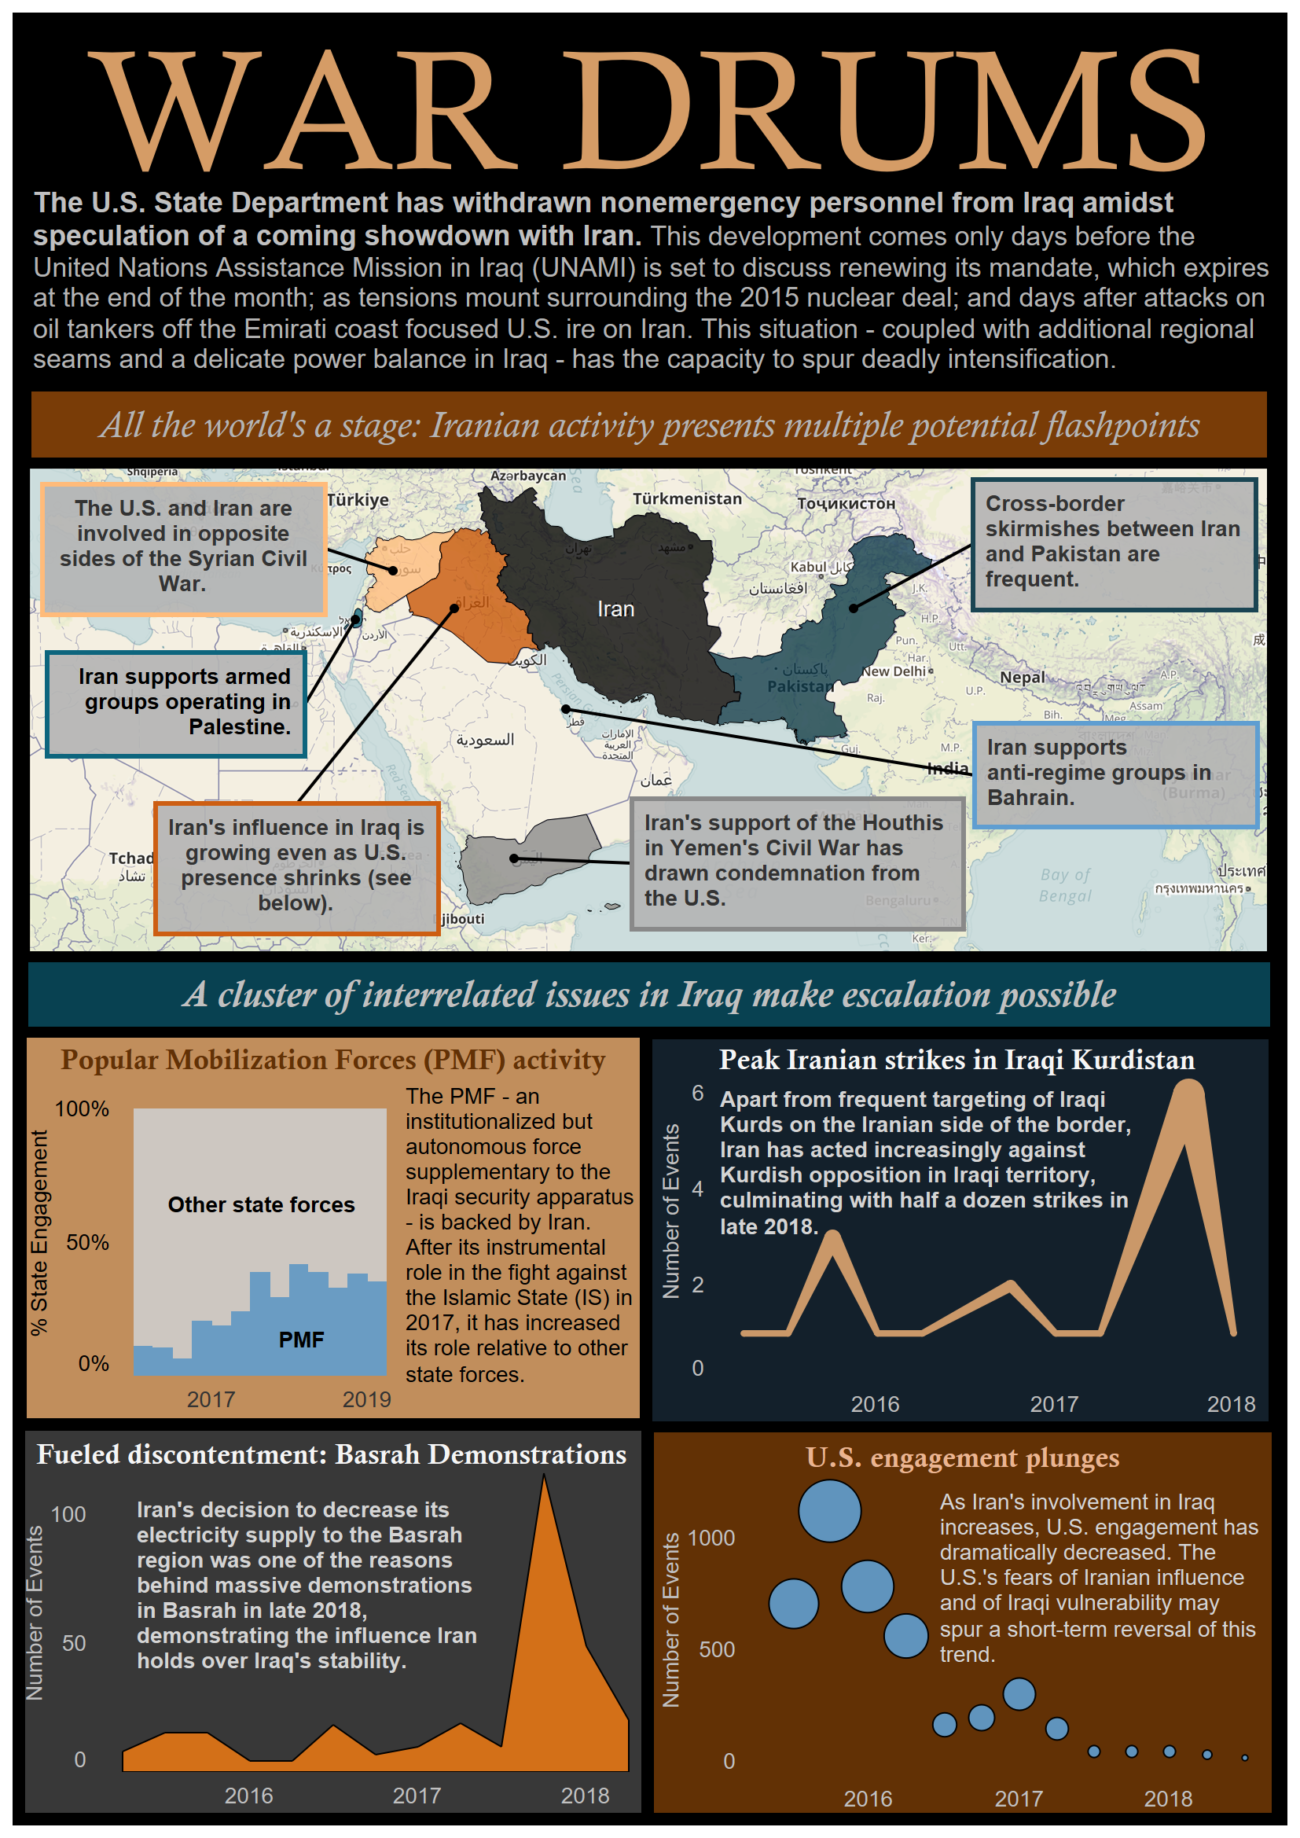 WAR DRUMS
The U.S. State Department has withdrawn nonemergency personnel from Iraq amidst
speculation of a coming showdown with Iran. This development comes only days before the
United Nations Assistance Mission in Iraq (UNAMI) is set to discuss renewing its mandate, which expires
at the end of the month; as tensions mount surrounding the 2015 nuclear deal; and days after attacks on
oil tankers off the Emirati coast focused U.S. ire on Iran. This situation - coupled with additional regional
seams and a delicate power balance in Iraq - has the capacity to spur deadly intensification.
All the world's a stage: Iranian activity presents multiple potential flashpoints
Shqipëria
Azərbaycan
Türkiye
Türkmenistan
Тоҷикистон
The U.S. and Iran are
involved in opposite
sides of the Syrian Civil
War.
Cross-border
skirmishes between Iran
and Pakistan are
frequent.
تهران
مشهد
Kabul
افغانستان
J.K.
H.P.
العراق
Iran
الإسكندرية
الأردن
Pun.
Utt.
Har.
New Delhi
Nepal
A.P.
Assam
U.P.
Raj.
Bih.
Meg.
پاکستان
Pakistan
الكويت
قطر
الإمارات
العربية
المتحدة
السعودية
عمان
Red Sea
Guj.
M.P.
India
Iran supports armed
groups operating in
Palestine.
Iran supports
anti-regime groups in
Bahrain.
(Burma)
Iran's influence in Iraq is
growing even as U.S.
presence shrinks (see
below).
Iran's support of the Houthis
in Yemen's Civil War has
drawn condemnation from
the U.S.
Tchad
تشاد
jibouti
Bengaluru
Ker.
Bay of
Bengal
ประเทศ
กรุงเทพมหานคร
A cluster of interrelated issues in Iraq make escalation possible
Popular Mobilization Forces (PMF) activity
% State Engagement
100%
50%
0%
Other state forces
PMF
2017
2019
The PMF - an
institutionalized but
autonomous force
supplementary to the
Iraqi security apparatus
- is backed by Iran.
After its instrumental
role in the fight against
the Islamic State (IS) in
2017, it has increased
its role relative to other
state forces.
Peak Iranian strikes in Iraqi Kurdistan
Number of Events
6
4
2
0
Apart from frequent targeting of Iraqi
Kurds on the Iranian side of the border,
Iran has acted increasingly against
Kurdish opposition in Iraqi territory,
culminating with half a dozen strikes in
late 2018.
2016
2017
2018
Fueled discontentment: Basrah Demonstrations
Number of Events
100
50
0
Iran's decision to decrease its
electricity supply to the Basrah
region was one of the reasons
behind massive demonstrations
in Basrah in late 2018,
demonstrating the influence Iran
holds over Iraq's stability.
2016
2017
2018
U.S. engagement plunges
Number of Events
1000
500
0
As Iran's involvement in Iraq
increases, U.S. engagement has
dramatically decreased. The
U.S.'s fears of Iranian influence
and of Iraqi vulnerability may
spur a short-term reversal of this
trend.
2016
2017
2018